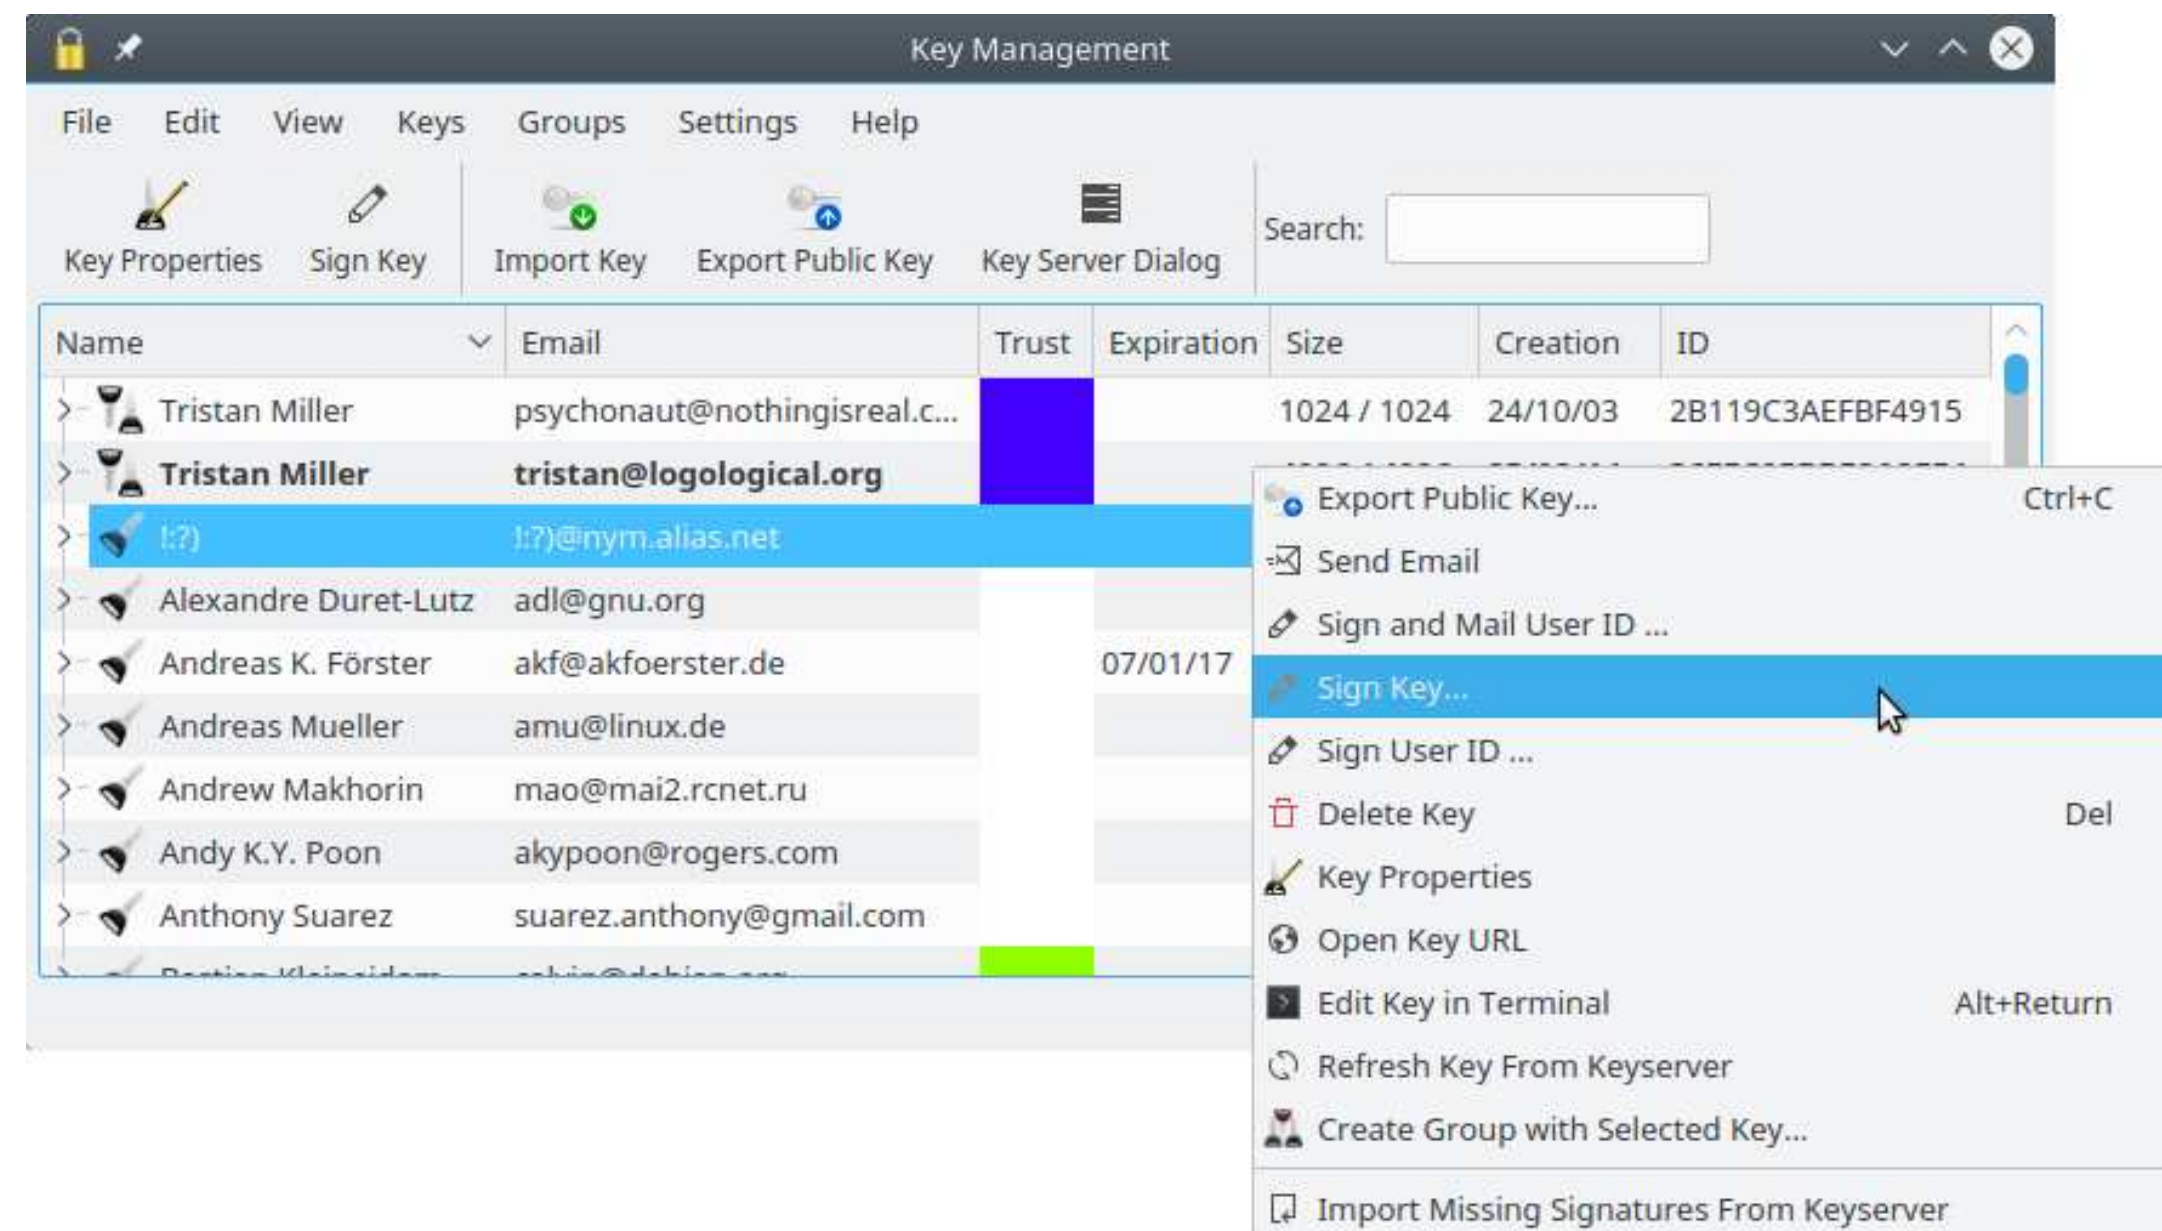 Key Management
File Edit View Keys Groups Settings Help
Key Properties Sign Key Import Key Export Public Key Key Server Dialog Search:
Name Email Trust Expiration Size Creation ID
Tristan Miller psychonaut@nothingisreal.c... 1024 / 1024 24/10/03 2B119C3AEFBF4915
Tristan Miller tristan@logological.org
!:?) !:?)@nym.alias.net
Alexandre Duret-Lutz adl@gnu.org
Andreas K. Förster akf@akfoerster.de 07/01/17
Andreas Mueller amu@linux.de
Andrew Makhorin mao@mai2.rcnet.ru
Andy K.Y. Poon akypoon@rogers.com
Anthony Suarez suarez.anthony@gmail.com
Export Public Key... Ctrl+C
Send Email
Sign and Mail User ID ...
Sign Key...
Sign User ID ...
Delete Key Del
Key Properties
Open Key URL
Edit Key in Terminal Alt+Return
Refresh Key From Keyserver
Create Group with Selected Key...
Import Missing Signatures From Keyserver